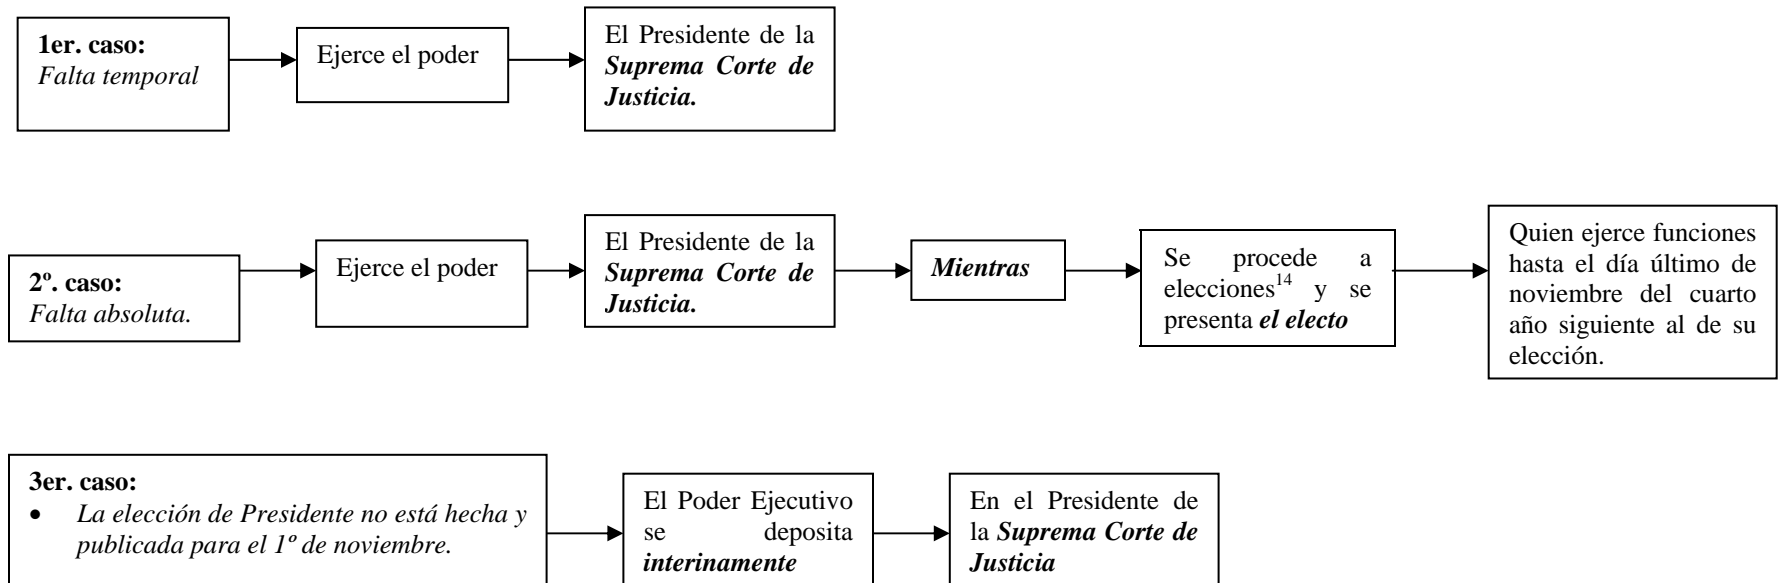 1er. caso:
Falta temporal
Ejerce el poder
El Presidente de la
Suprema Corte de
Justicia.
2º. caso:
Falta absoluta.
Ejerce el poder
El Presidente de la
Suprema Corte de
Justicia.
Mientras
Se procede a
elecciones14 y se
presenta el electo
Quien ejerce funciones
hasta el día último de
noviembre del cuarto
año siguiente al de su
elección.
3er. caso:
• La elección de Presidente no está hecha y
publicada para el 1º de noviembre.
El Poder Ejecutivo
se deposita
interinamente
En el Presidente de
la Suprema Corte de
Justicia